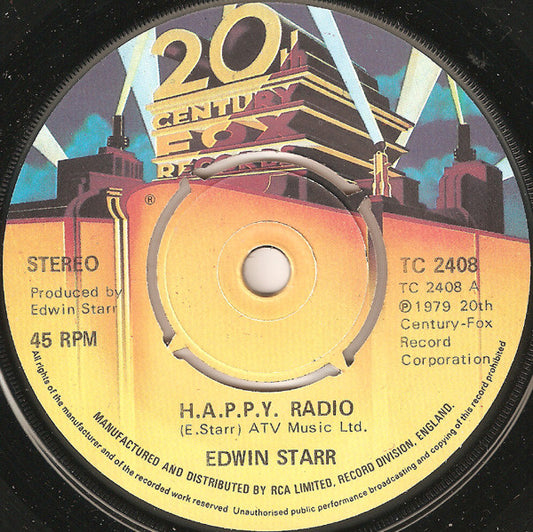 20th
CENTURY
FOX
RECORDS
®
STEREO
Produced by
Edwin Starr
45 RPM
TC 2408
TC 2408 A
℗ 1979 20th
Century-Fox
Record
Corporation
H.A.P.P.Y. RADIO
(E.Starr) ATV Music Ltd.
EDWIN STARR
MANUFACTURED AND DISTRIBUTED BY RCA LIMITED, RECORD DIVISION, ENGLAND.
All rights of the manufacturer and of the owner of the recorded work reserved Unauthorised public performance broadcasting and copying of this record prohibited